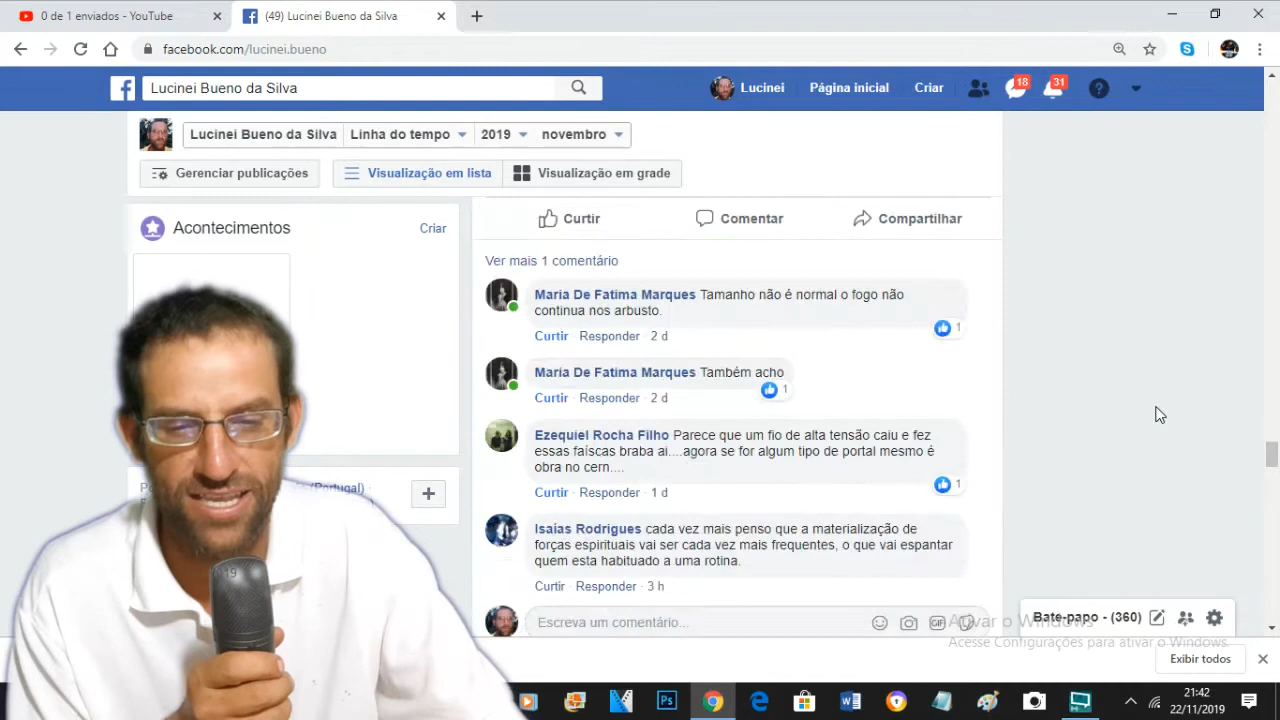 0 de 1 enviados - YouTube
(49) Lucinei Bueno da Silva
facebook.com/lucinei.bueno
Lucinei Bueno da Silva
Lucinei
Página inicial
Criar
18
31
Lucinei Bueno da Silva
Linha do tempo
2019
novembro
Gerenciar publicações
Visualização em lista
Visualização em grade
Acontecimentos
Criar
Curtir
Comentar
Compartilhar
Ver mais 1 comentário
Maria De Fatima Marques Tamanho não é normal o fogo não
continua nos arbusto.
1
Curtir · Responder · 2 d
Maria De Fatima Marques Também acho
1
Curtir · Responder · 2 d
Ezequiel Rocha Filho Parece que um fio de alta tensão caiu e fez
essas faíscas braba ai....agora se for algum tipo de portal mesmo é
obra no cern....
1
Curtir · Responder · 1 d
Isaías Rodrigues cada vez mais penso que a materialização de
forças espirituais vai ser cada vez mais frequentes, o que vai espantar
quem esta habituado a uma rotina.
Curtir · Responder · 3 h
Escreva um comentário...
GIF
(Portugal) ·
Bate-papo - (360)
Ativar o Windows
Acesse Configurações para ativar o Windows.
Exibir todos
Ps
21:42
22/11/2019